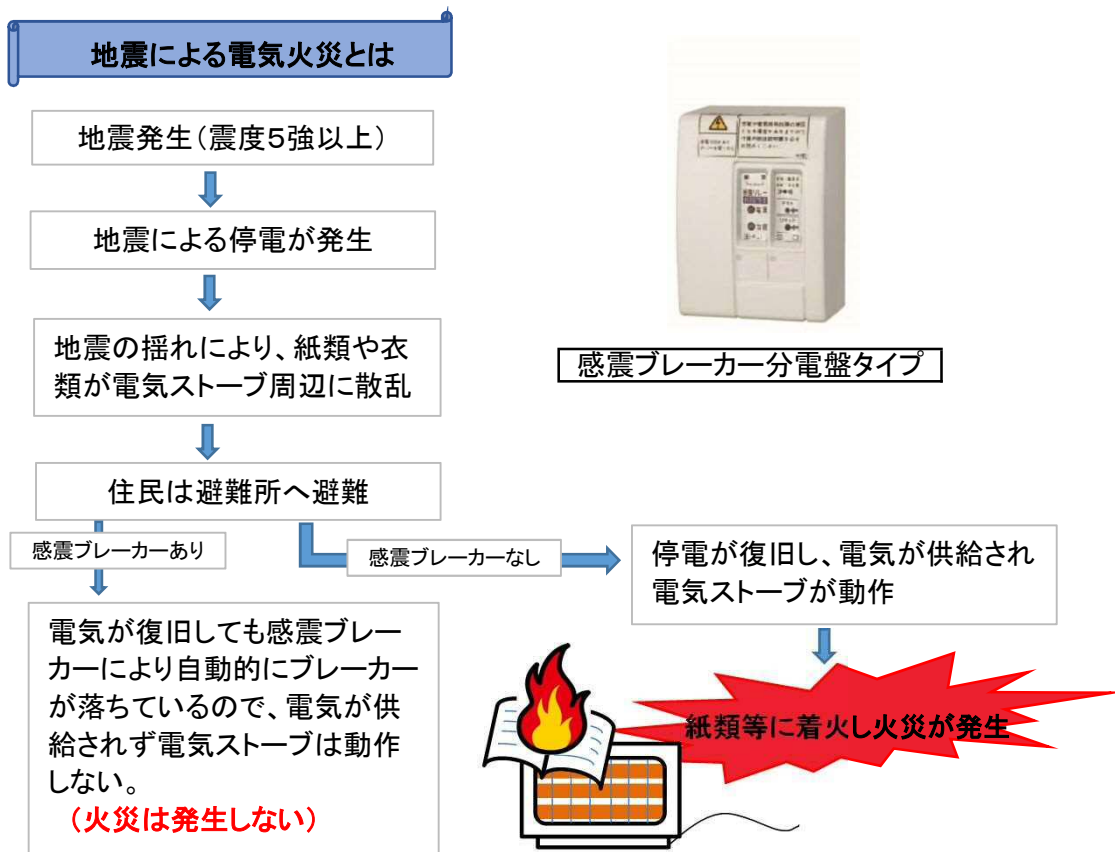 地震による電気火災とは
地震発生（震度５強以上）
地震による停電が発生
地震の揺れにより、紙類や衣
類が電気ストーブ周辺に散乱
住民は避難所へ避難
感震ブレーカーあり
電気が復旧しても感震ブレー
カーにより自動的にブレーカー
が落ちているので、電気が供
給されず電気ストーブは動作
しない。
（火災は発生しない）
感震ブレーカー分電盤タイプ
感震ブレーカーなし
停電が復旧し、電気が供給され
電気ストーブが動作
紙類等に着火し火災が発生